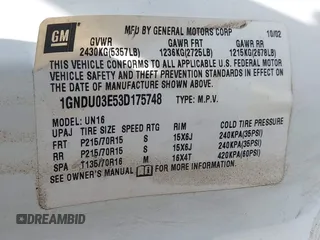 GM
MFD BY GENERAL MOTORS CORP 10/02
GVWR GAWR FRT GAWR RR
2430KG(5357LB) 1236KG(2725LB) 1215KG(2678LB)
THIS VEHICLE CONFORMS TO ALL APPLICABLE U.S. FEDERAL
MOTOR VEHICLE SAFETY STANDARDS IN EFFECT ON THE
DATE OF MANUFACTURE SHOWN ABOVE.
1GNDU03E53D175748 TYPE: M.P.V.
MODEL: UN16
UPAJ TIRE SIZE SPEED RTG RIM COLD TIRE PRESSURE
FRT P215/70R15 S 15X6J 240KPA(35PSI)
RR P215/70R15 S 15X6J 240KPA(35PSI)
SPA T135/70R16 M 16X4T 420KPA(60PSI)
SEE OWNER'S MANUAL FOR ADDITIONAL INFORMATION
DREAMBID